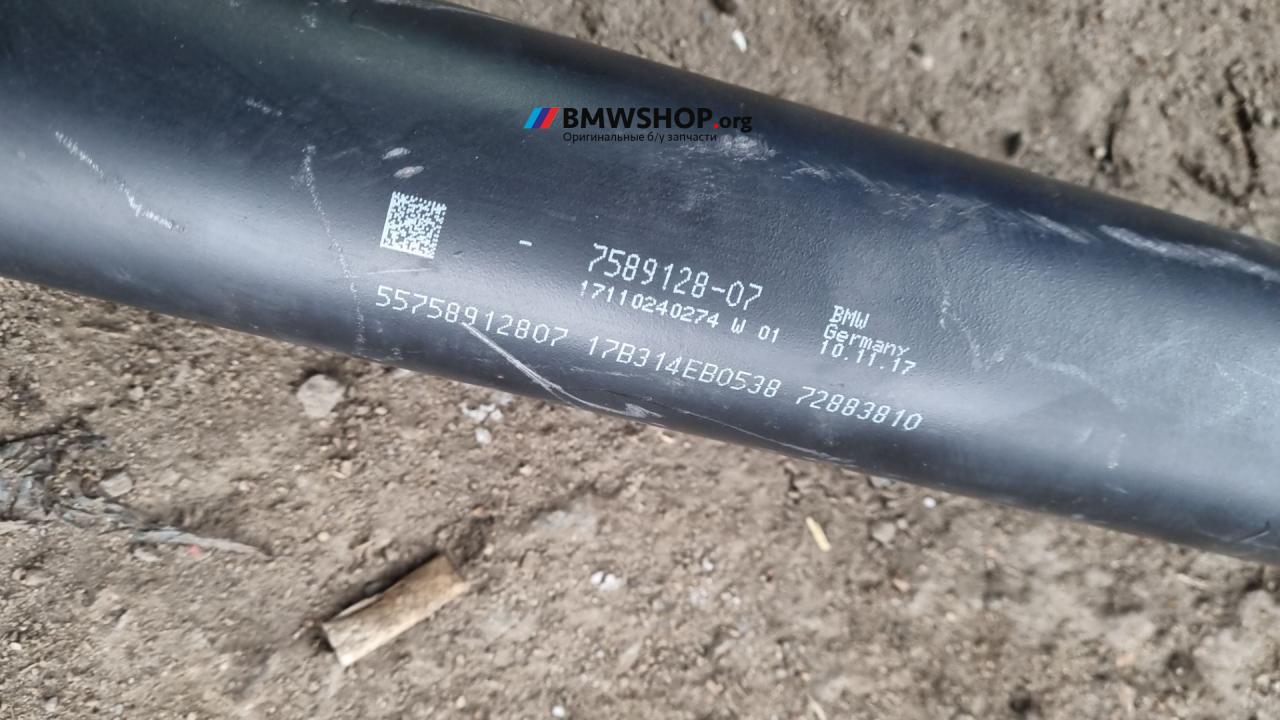 BMWSHOP.org
Оригинальные б/у запчасти
- 7589128-07
17110240274 W 01
BMW
Germany
10.11.17
55758912807 17B314EB0538 72883810